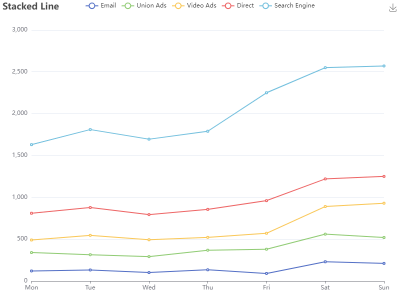 Stacked Line
Email Union Ads Video Ads Direct Search Engine
3,000
2,500
2,000
1,500
1,000
500
0
Mon Tue Wed Thu Fri Sat Sun